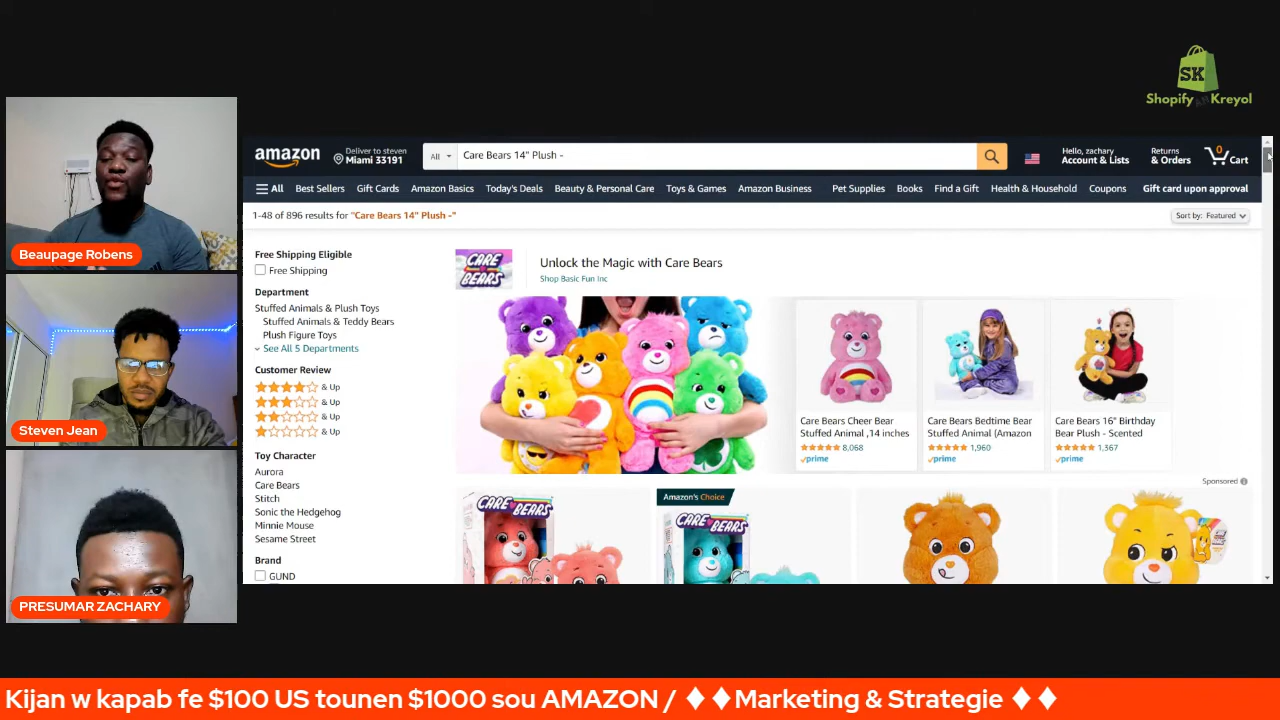 SK
Shopify AN Kreyol
Beaupage Robens
Steven Jean
PRESUMAR ZACHARY
amazon
Deliver to steven
Miami 33191
All
Care Bears 14" Plush -
Hello, zachary
Account & Lists
Returns
& Orders
0
Cart
All
Best Sellers
Gift Cards
Amazon Basics
Today's Deals
Beauty & Personal Care
Toys & Games
Amazon Business
Pet Supplies
Books
Find a Gift
Health & Household
Coupons
Gift card upon approval
1-48 of 896 results for "Care Bears 14" Plush -"
Sort by: Featured
Free Shipping Eligible
Free Shipping
Department
Stuffed Animals & Plush Toys
Stuffed Animals & Teddy Bears
Plush Figure Toys
See All 5 Departments
Customer Review
& Up
& Up
& Up
& Up
Toy Character
Aurora
Care Bears
Stitch
Sonic the Hedgehog
Minnie Mouse
Sesame Street
Brand
GUND
CARE BEARS
Unlock the Magic with Care Bears
Shop Basic Fun Inc
Care Bears Cheer Bear
Stuffed Animal ,14 inches
8,068
prime
Care Bears Bedtime Bear
Stuffed Animal (Amazon
1,960
prime
Care Bears 16" Birthday
Bear Plush - Scented
1,367
prime
Sponsored
CARE BEARS
Amazon's Choice
CARE BEARS
Kijan w kapab fe $100 US tounen $1000 sou AMAZON / ♦♦Marketing & Strategie ♦♦